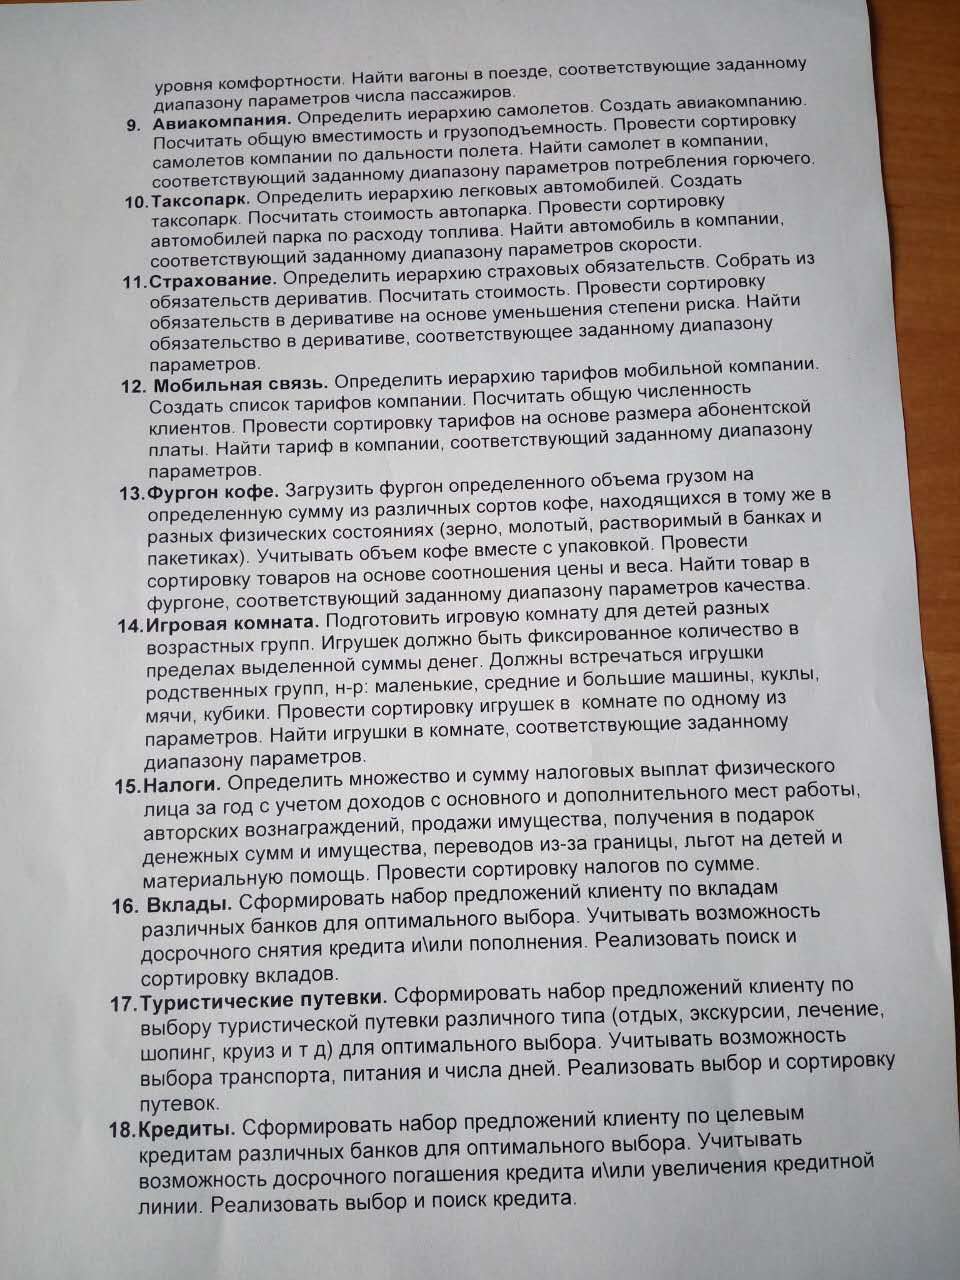 уровня комфортности. Найти вагоны в поезде, соответствующие заданному
диапазону параметров числа пассажиров.
9. Авиакомпания. Определить иерархию самолетов. Создать авиакомпанию.
Посчитать общую вместимость и грузоподъемность. Провести сортировку
самолетов компании по дальности полета. Найти самолет в компании,
соответствующий заданному диапазону параметров потребления горючего.
10. Таксопарк. Определить иерархию легковых автомобилей. Создать
таксопарк. Посчитать стоимость автопарка. Провести сортировку
автомобилей парка по расходу топлива. Найти автомобиль в компании,
соответствующий заданному диапазону параметров скорости.
11. Страхование. Определить иерархию страховых обязательств. Собрать из
обязательств дериватив. Посчитать стоимость. Провести сортировку
обязательств в деривативе на основе уменьшения степени риска. Найти
обязательство в деривативе, соответствующее заданному диапазону
параметров.
12. Мобильная связь. Определить иерархию тарифов мобильной компании.
Создать список тарифов компании. Посчитать общую численность
клиентов. Провести сортировку тарифов на основе размера абонентской
платы. Найти тариф в компании, соответствующий заданному диапазону
параметров.
13. Фургон кофе. Загрузить фургон определенного объема грузом на
определенную сумму из различных сортов кофе, находящихся в тому же в
разных физических состояниях (зерно, молотый, растворимый в банках и
пакетиках). Учитывать объем кофе вместе с упаковкой. Провести
сортировку товаров на основе соотношения цены и веса. Найти товар в
фургоне, соответствующий заданному диапазону параметров качества.
14. Игровая комната. Подготовить игровую комнату для детей разных
возрастных групп. Игрушек должно быть фиксированное количество в
пределах выделенной суммы денег. Должны встречаться игрушки
родственных групп, н-р: маленькие, средние и большие машины, куклы,
мячи, кубики. Провести сортировку игрушек в комнате по одному из
параметров. Найти игрушки в комнате, соответствующие заданному
диапазону параметров.
15. Налоги. Определить множество и сумму налоговых выплат физического
лица за год с учетом доходов с основного и дополнительного мест работы,
авторских вознаграждений, продажи имущества, получения в подарок
денежных сумм и имущества, переводов из-за границы, льгот на детей и
материальную помощь. Провести сортировку налогов по сумме.
16. Вклады. Сформировать набор предложений клиенту по вкладам
различных банков для оптимального выбора. Учитывать возможность
досрочного снятия кредита и\или пополнения. Реализовать поиск и
сортировку вкладов.
17. Туристические путевки. Сформировать набор предложений клиенту по
выбору туристической путевки различного типа (отдых, экскурсии, лечение,
шопинг, круиз и т д) для оптимального выбора. Учитывать возможность
выбора транспорта, питания и числа дней. Реализовать выбор и сортировку
путевок.
18. Кредиты. Сформировать набор предложений клиенту по целевым
кредитам различных банков для оптимального выбора. Учитывать
возможность досрочного погашения кредита и\или увеличения кредитной
линии. Реализовать выбор и поиск кредита.